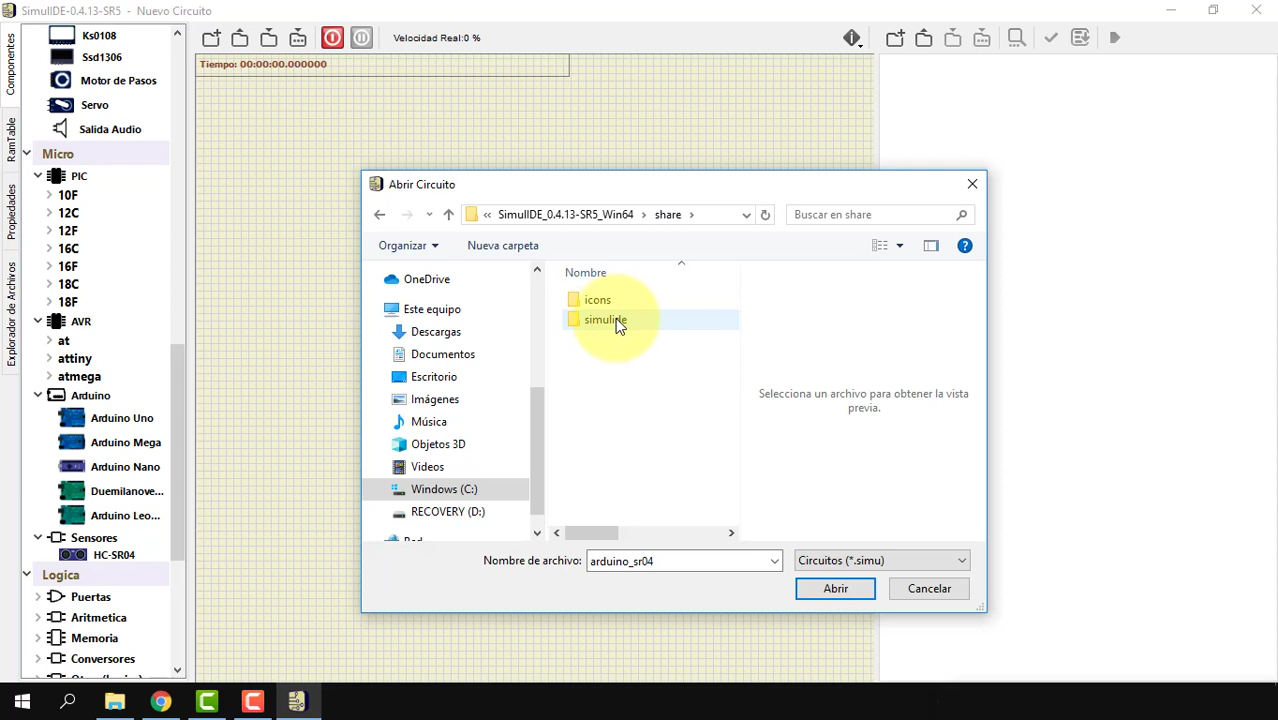 SimulIDE-0.4.13-SR5 - Nuevo Circuito
Componentes
RamTable
Propiedades
Explorador de Archivos
Ks0108
Ssd1306
Motor de Pasos
Servo
Salida Audio
Micro
PIC
10F
12C
12F
16C
16F
18C
18F
AVR
at
attiny
atmega
Arduino
Arduino Uno
Arduino Mega
Arduino Nano
Duemilanove...
Arduino Leo...
Sensores
HC-SR04
Logica
Puertas
Aritmetica
Memoria
Conversores
Velocidad Real:0 %
Tiempo: 00:00:00.000000
Abrir Circuito
« SimulIDE_0.4.13-SR5_Win64 > share >
Buscar en share
Organizar
Nueva carpeta
OneDrive
Este equipo
Descargas
Documentos
Escritorio
Imágenes
Música
Objetos 3D
Videos
Windows (C:)
RECOVERY (D:)
Nombre
icons
simulide
Selecciona un archivo para obtener la vista
previa.
Nombre de archivo:
arduino_sr04
Circuitos (*.simu)
Abrir
Cancelar